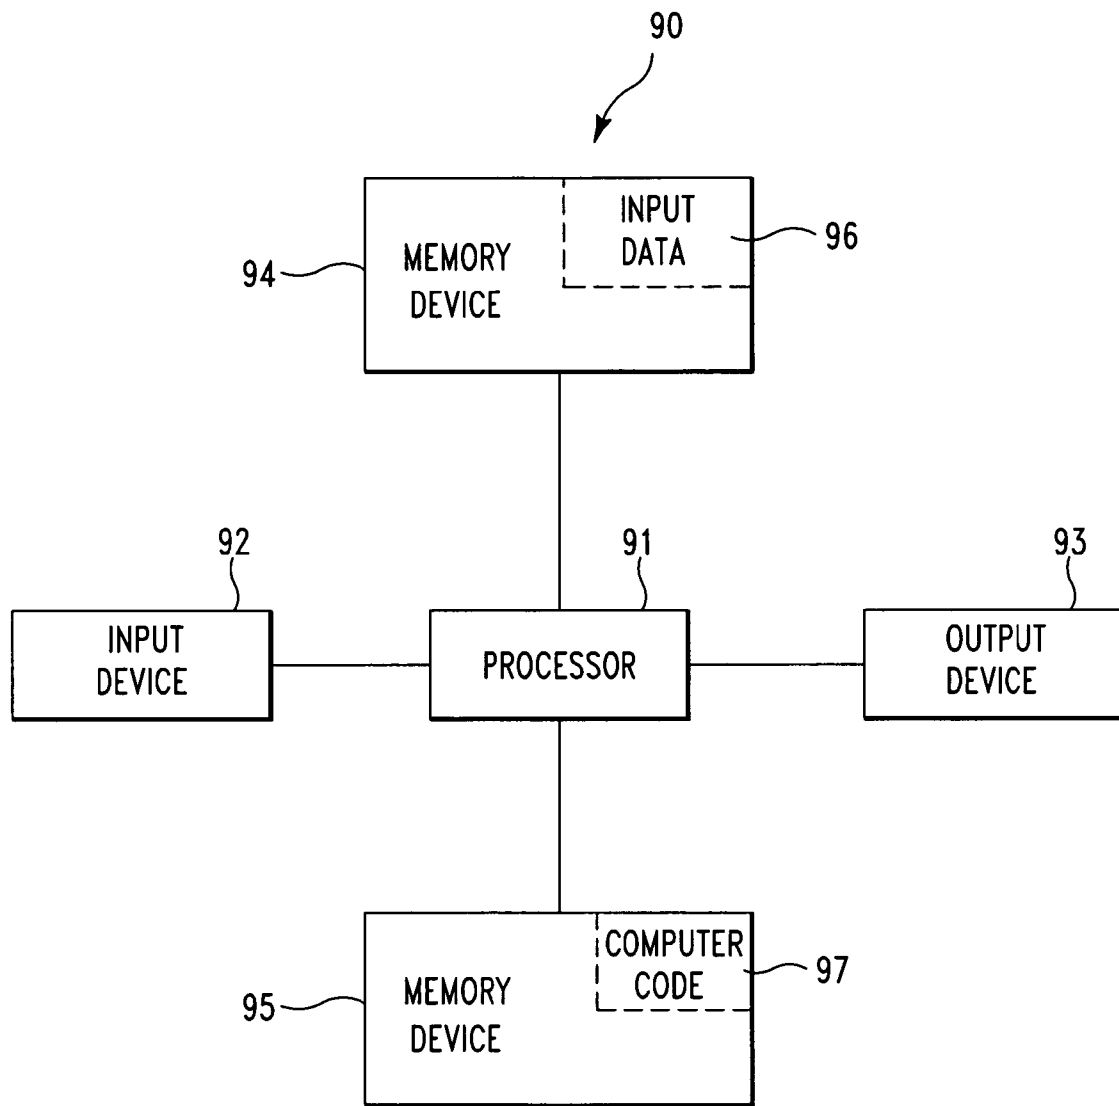 90
INPUT
DATA
96
MEMORY
DEVICE
94
92
91
93
INPUT
DEVICE
PROCESSOR
OUTPUT
DEVICE
COMPUTER
CODE
97
MEMORY
DEVICE
95